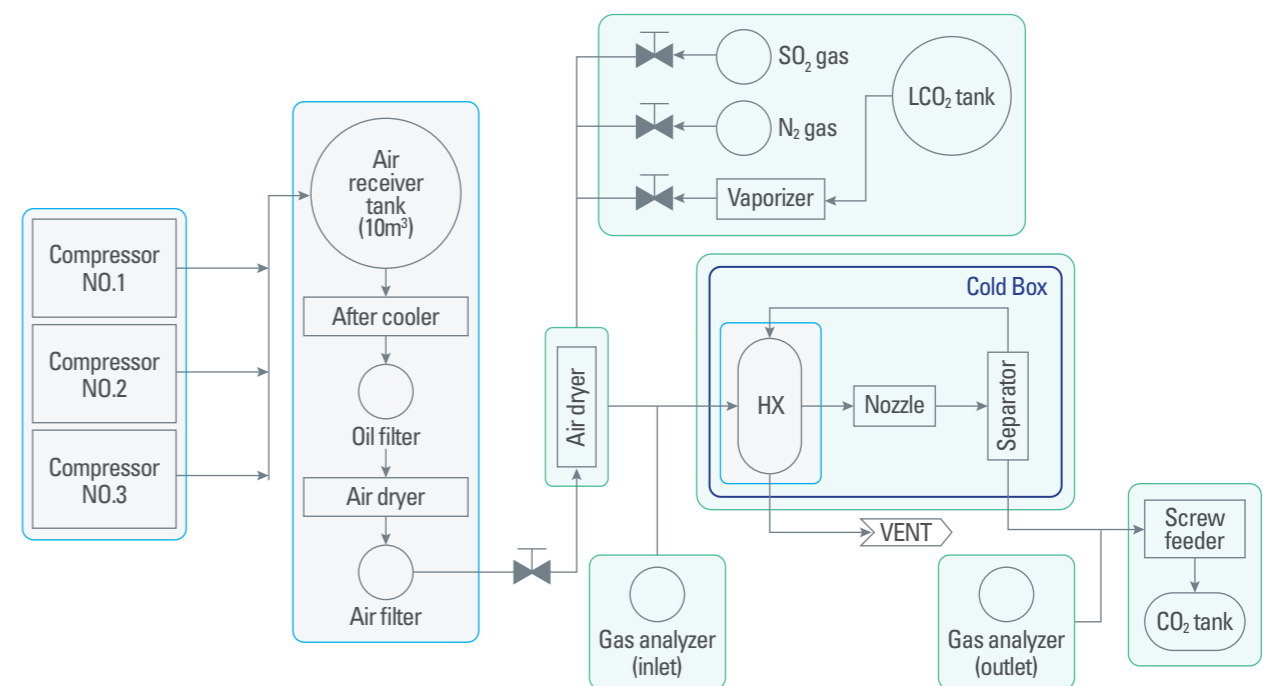 Compressor
NO.1
Compressor
NO.2
Compressor
NO.3
Air
receiver
tank
(10m³)
After cooler
Oil filter
Air dryer
Air filter
SO₂ gas
N₂ gas
Vaporizer
LCO₂ tank
Air dryer
Cold Box
HX
Nozzle
Separator
VENT
Gas analyzer
(inlet)
Gas analyzer
(outlet)
Screw
feeder
CO₂ tank